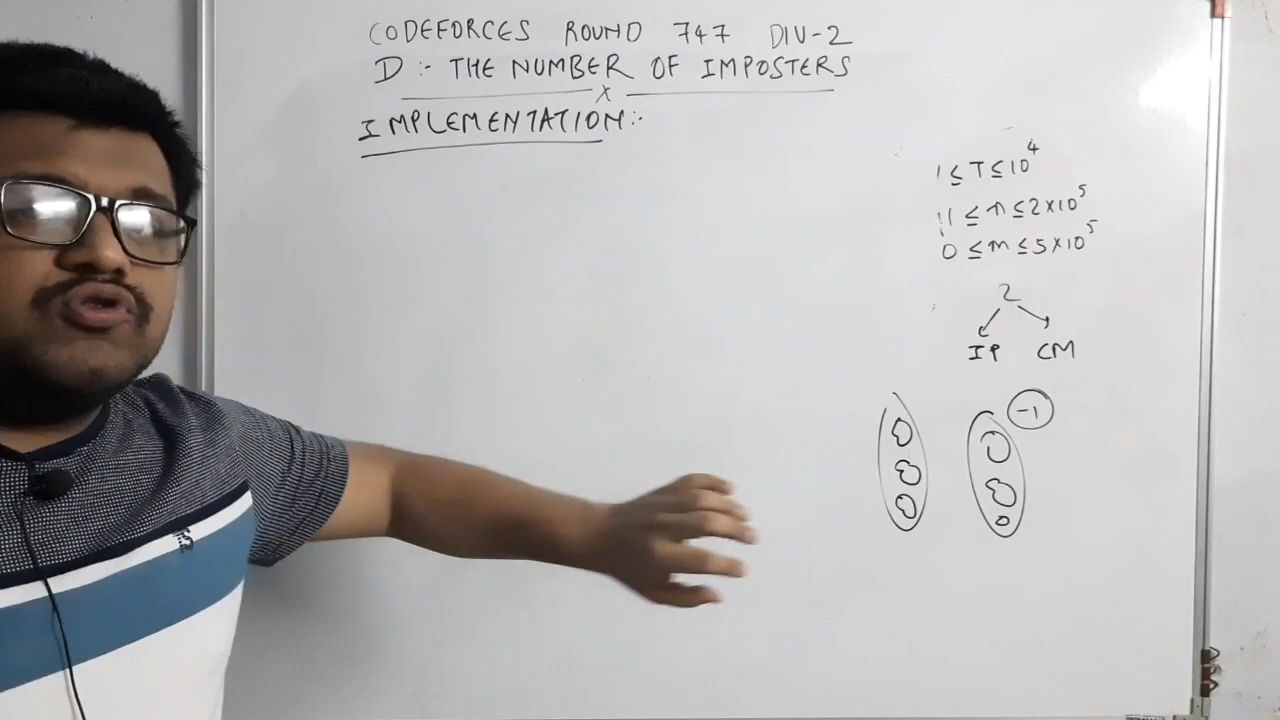 CODEFORCES ROUND 747 DIV-2
D :- THE NUMBER OF IMPOSTERS
x
IMPLEMENTATION:-
1 ≤ T ≤ 10^4
1 ≤ n ≤ 2×10^5
0 ≤ m ≤ 5×10^5
2
IP CM
-1